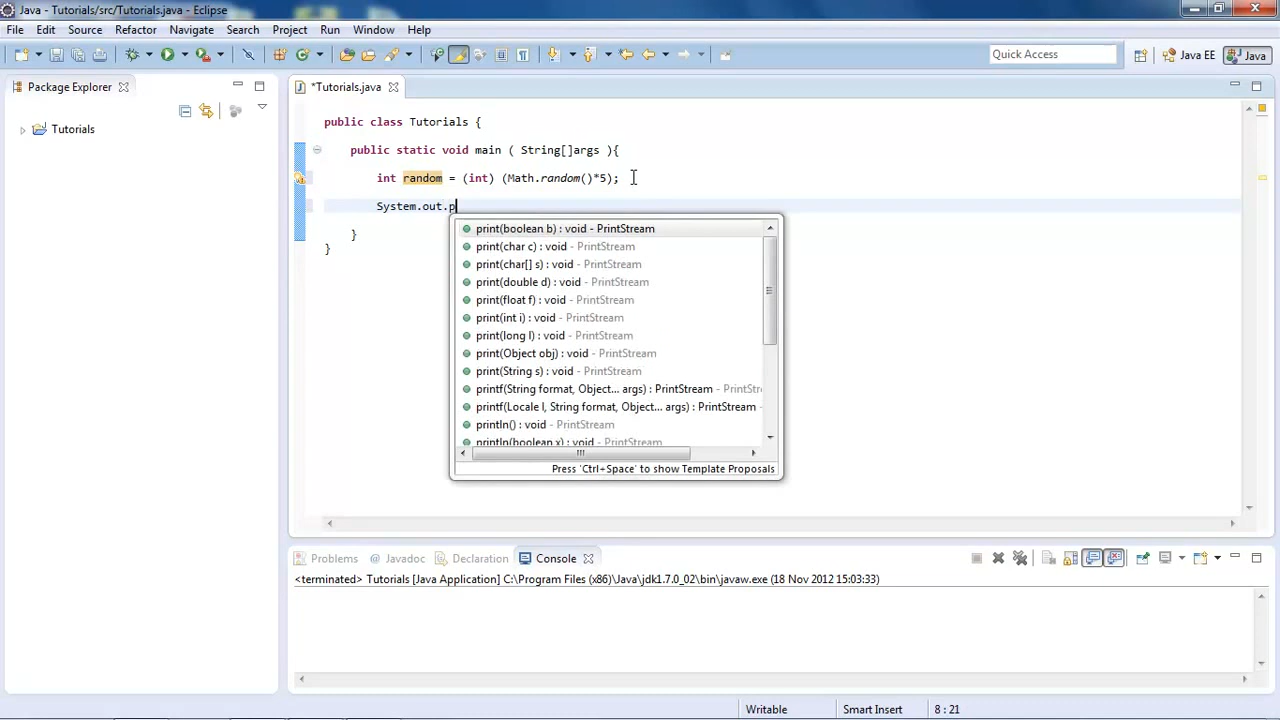 Java - Tutorials/src/Tutorials.java - Eclipse
File Edit Source Refactor Navigate Search Project Run Window Help
Quick Access Java EE Java
Package Explorer
Tutorials
*Tutorials.java
public class Tutorials {
public static void main ( String[]args ){
int random = (int) (Math.random()*5);
System.out.p
}
}
print(boolean b) : void - PrintStream
print(char c) : void - PrintStream
print(char[] s) : void - PrintStream
print(double d) : void - PrintStream
print(float f) : void - PrintStream
print(int i) : void - PrintStream
print(long l) : void - PrintStream
print(Object obj) : void - PrintStream
print(String s) : void - PrintStream
printf(String format, Object... args) : PrintStream - PrintStr
printf(Locale l, String format, Object... args) : PrintStream -
println() : void - PrintStream
println(boolean x) : void - PrintStream
Press 'Ctrl+Space' to show Template Proposals
Problems Javadoc Declaration Console
<terminated> Tutorials [Java Application] C:\Program Files (x86)\Java\jdk1.7.0_02\bin\javaw.exe (18 Nov 2012 15:03:33)
Writable Smart Insert 8 : 21